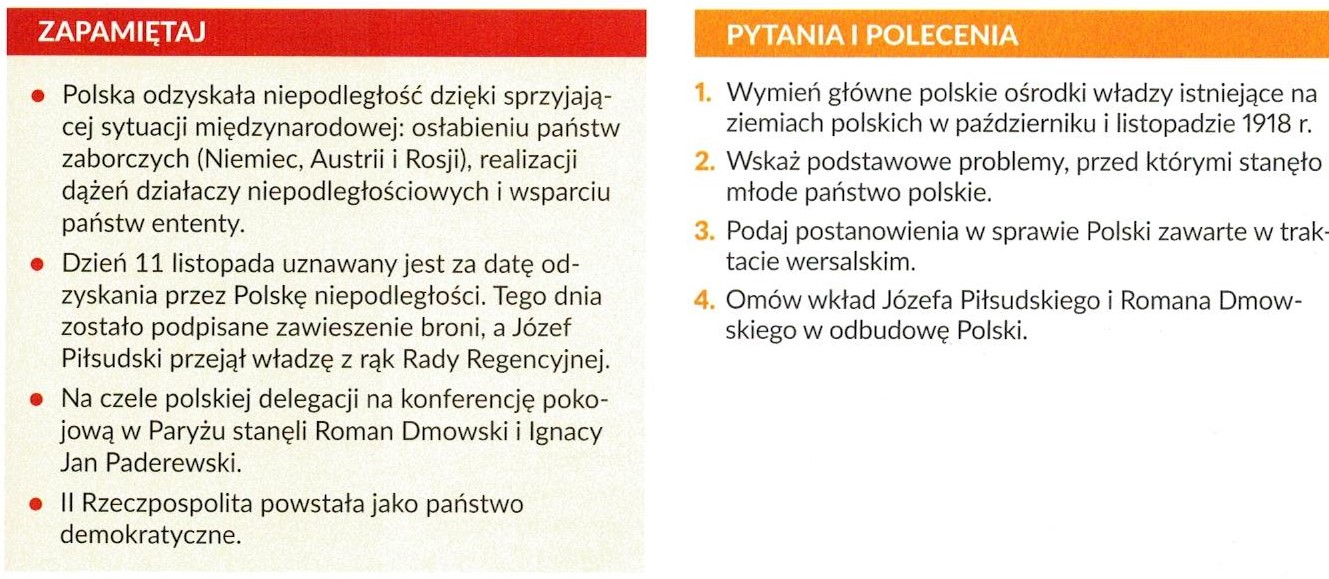 ZAPAMIĘTAJ
• Polska odzyskała niepodległość dzięki sprzyjają-
cej sytuacji międzynarodowej: osłabieniu państw
zaborczych (Niemiec, Austrii i Rosji), realizacji
dążeń działaczy niepodległościowych i wsparciu
państw ententy.
• Dzień 11 listopada uznawany jest za datę od-
zyskania przez Polskę niepodległości. Tego dnia
zostało podpisane zawieszenie broni, a Józef
Piłsudski przejął władzę z rąk Rady Regencyjnej.
• Na czele polskiej delegacji na konferencję poko-
jową w Paryżu stanęli Roman Dmowski i Ignacy
Jan Paderewski.
• II Rzeczpospolita powstała jako państwo
demokratyczne.
PYTANIA I POLECENIA
1. Wymień główne polskie ośrodki władzy istniejące na
ziemiach polskich w październiku i listopadzie 1918 r.
2. Wskaż podstawowe problemy, przed którymi stanęło
młode państwo polskie.
3. Podaj postanowienia w sprawie Polski zawarte w trak-
tacie wersalskim.
4. Omów wkład Józefa Piłsudskiego i Romana Dmow-
skiego w odbudowę Polski.